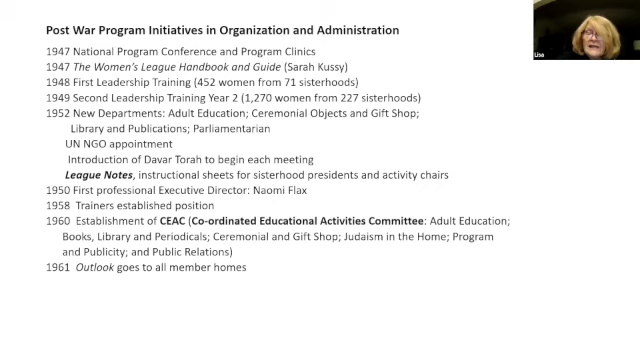 Post War Program Initiatives in Organization and Administration
1947 National Program Conference and Program Clinics
1947 The Women's League Handbook and Guide (Sarah Kussy)
1948 First Leadership Training (452 women from 71 sisterhoods)
1949 Second Leadership Training Year 2 (1,270 women from 227 sisterhoods)
1952 New Departments: Adult Education; Ceremonial Objects and Gift Shop;
Library and Publications; Parliamentarian
UN NGO appointment
Introduction of Davar Torah to begin each meeting
League Notes, instructional sheets for sisterhood presidents and activity chairs
1950 First professional Executive Director: Naomi Flax
1958 Trainers established position
1960 Establishment of CEAC (Co-ordinated Educational Activities Committee: Adult Education;
Books, Library and Periodicals; Ceremonial and Gift Shop; Judaism in the Home; Program
and Publicity; and Public Relations)
1961 Outlook goes to all member homes
Lisa